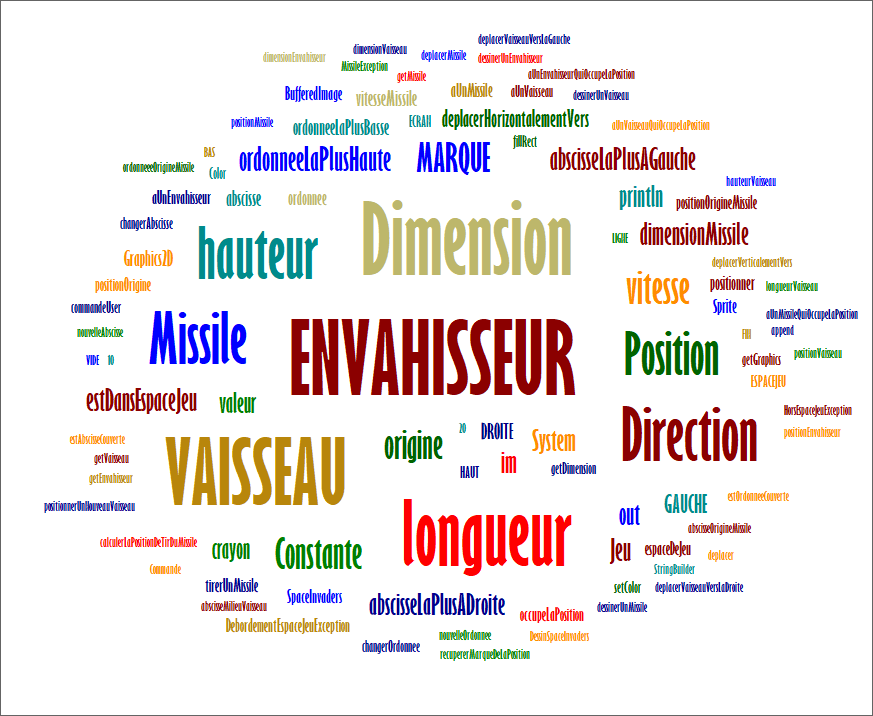 deplacerVaisseauVersLaGauche
dimensionVaisseau
dimensionEnvahisseur
deplacerMissile
dessinerUnEnvahisseur
MissileException
getMissile
aUnEnvahisseurQuiOccupeLaPosition
BufferedImage
vitesseMissile
aUnMissile
aUnVaisseau
dessinerUnVaisseau
positionMissile
ordonneeLaPlusBasse
ECRAN
deplacerHorizontalementVers
aUnVaisseauQuiOccupeLaPosition
fillRect
BAS
ordonneeLaPlusHaute
MARQUE
abscisseLaPlusAGauche
ordonneeOrigineMissile
Color
hauteurVaisseau
aUnEnvahisseur
abscisse
ordonnee
println
positionOrigineMissile
changerAbscisse
Dimension
LIGNE
dimensionMissile
hauteur
Graphics2D
deplacerVerticalementVers
positionOrigine
vitesse
positionner
longueurVaisseau
commandeUser
Sprite
aUnMissileQuiOccupeLaPosition
nouvelleAbscisse
Missile
ENVAHISSEUR
append
VIDE
10
Position
getGraphics
positionVaisseau
ESPACEJEU
estDansEspaceJeu
valeur
Direction
HorsEspaceJeuException
positionEnvahisseur
estAbscisseCouverte
VAISSEAU
origine
20
DROITE
System
getVaisseau
HAUT
im
getDimension
getEnvahisseur
positionnerUnNouveauVaisseau
longueur
out
GAUCHE
estOrdonneeCouverte
abscisseOrigineMissile
calculerLaPositionDeTirDuMissile
crayon
Constante
Jeu
espaceDeJeu
deplacer
Commande
StringBuilder
tirerUnMissile
SpaceInvaders
setColor
deplacerVaisseauVersLaDroite
abscisseMilieuVaisseau
abscisseLaPlusADroite
occupeLaPosition
dessinerUnMissile
DebordementEspaceJeuException
nouvelleOrdonnee
DessinSpaceInvaders
changerOrdonnee
recupererMarqueDeLaPosition